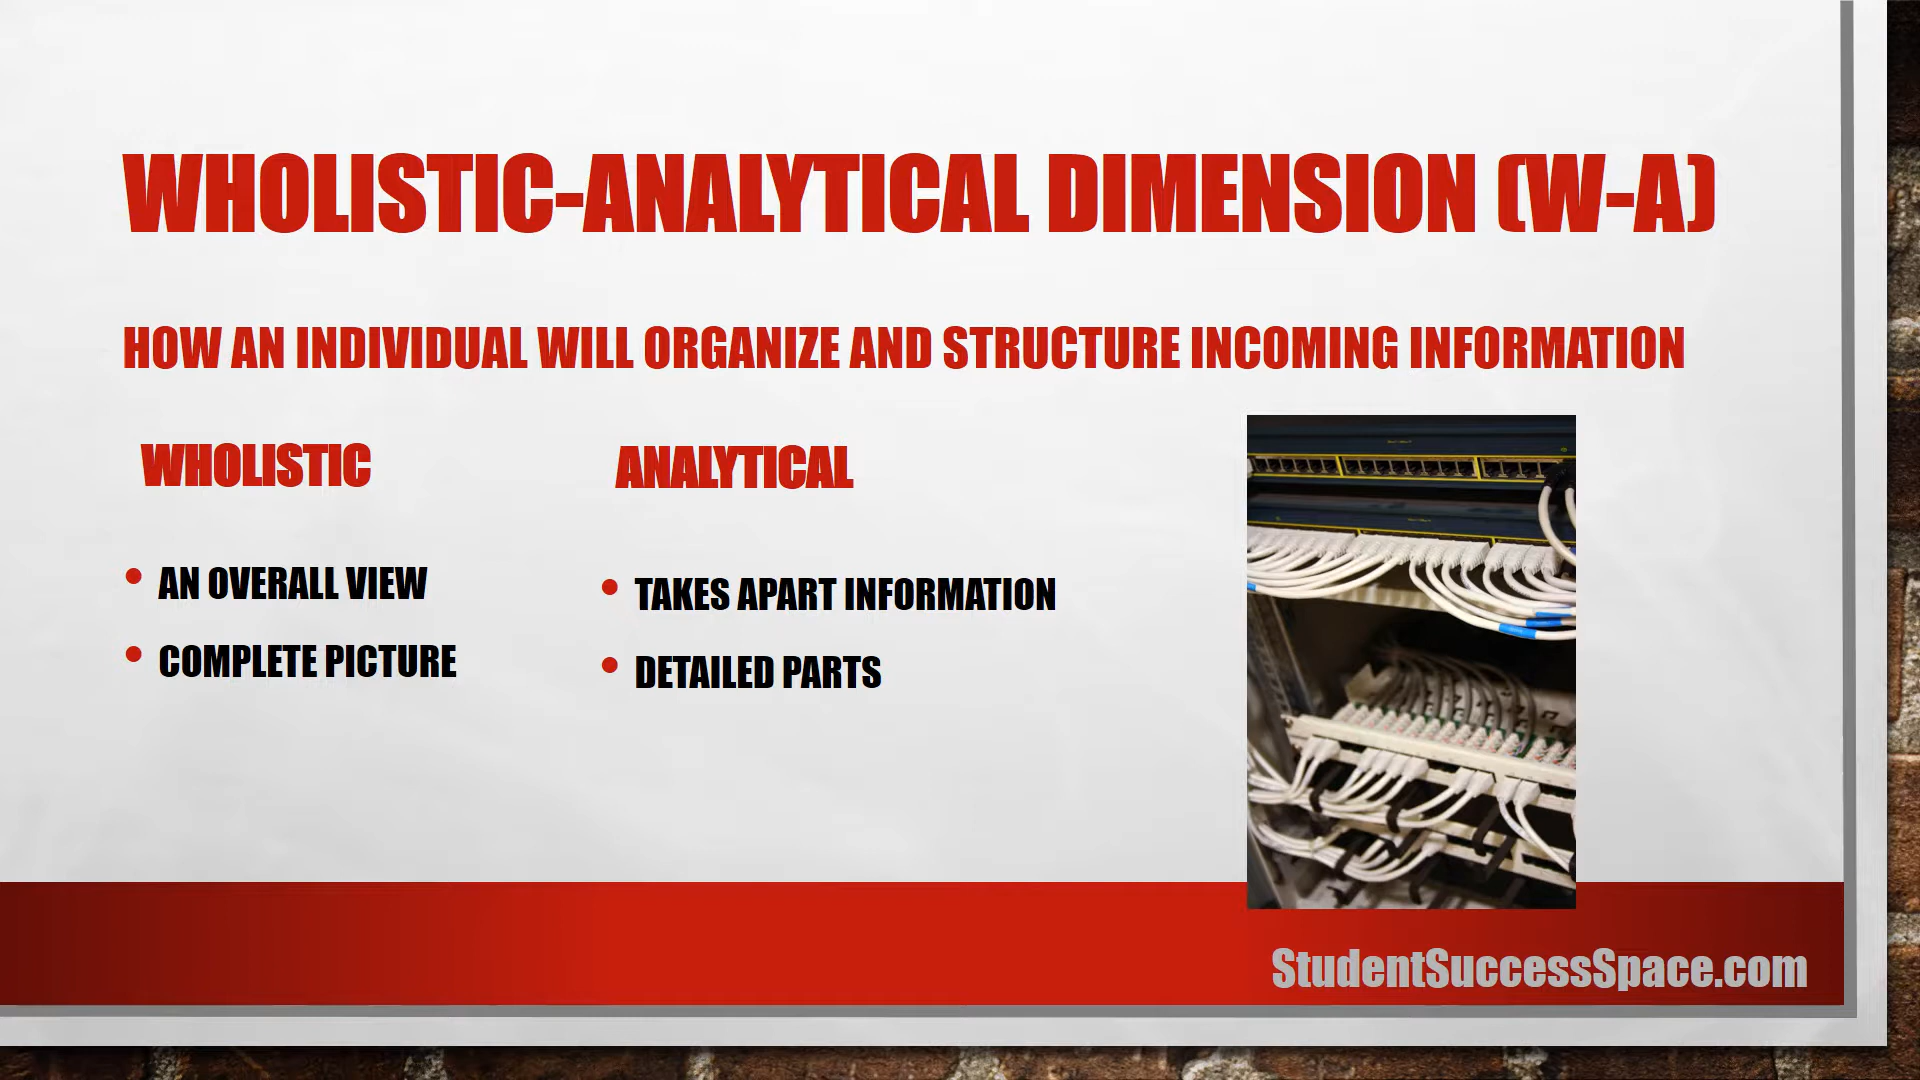 WHOLISTIC-ANALYTICAL DIMENSION (W-A)
HOW AN INDIVIDUAL WILL ORGANIZE AND STRUCTURE INCOMING INFORMATION
WHOLISTIC
AN OVERALL VIEW
COMPLETE PICTURE
ANALYTICAL
TAKES APART INFORMATION
DETAILED PARTS
StudentSuccessSpace.com